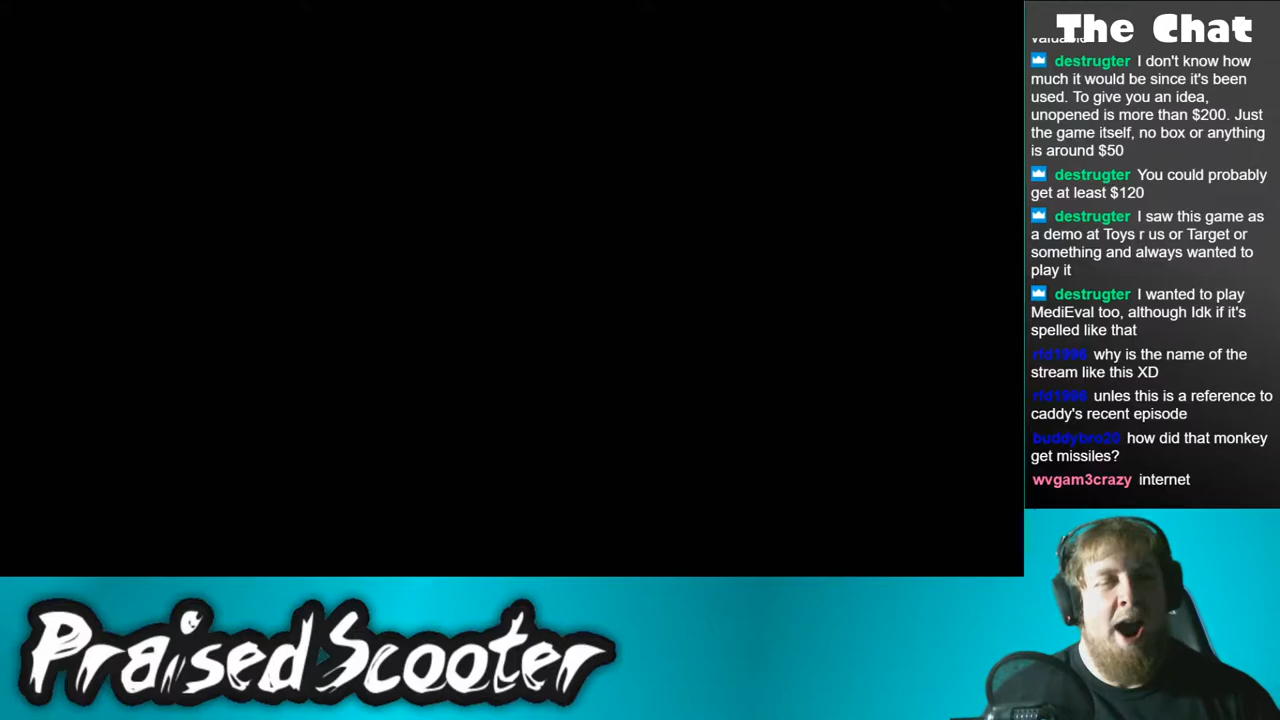 The Chat
valuable
destrugter I don't know how
much it would be since it's been
used. To give you an idea,
unopened is more than $200. Just
the game itself, no box or anything
is around $50
destrugter You could probably
get at least $120
destrugter I saw this game as
a demo at Toys r us or Target or
something and always wanted to
play it
destrugter I wanted to play
MediEval too, although Idk if it's
spelled like that
rfd1996 why is the name of the
stream like this XD
rfd1996 unles this is a reference to
caddy's recent episode
buddybro20 how did that monkey
get missiles?
wvgam3crazy internet
PraisedScooter